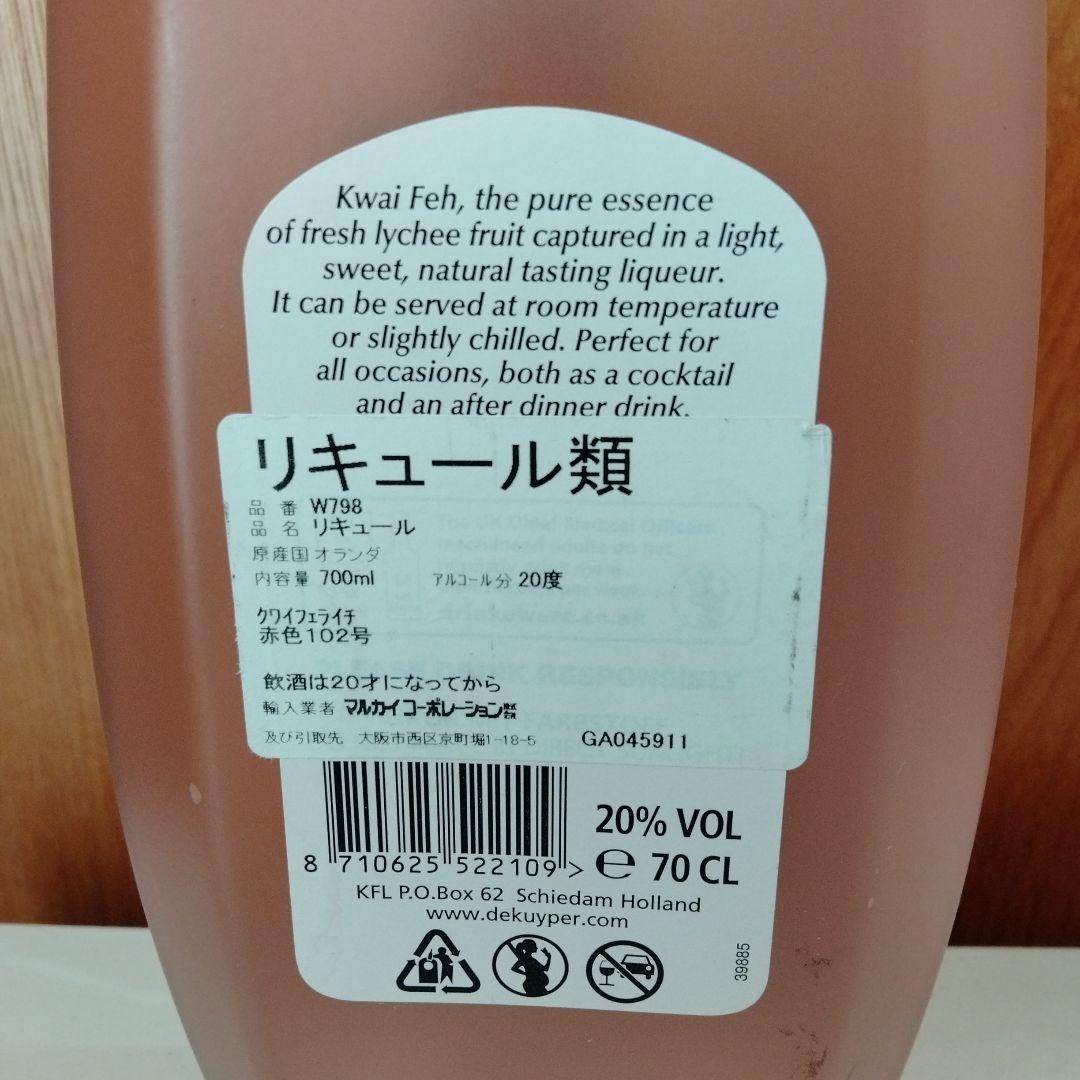 Kwai Feh, the pure essence
of fresh lychee fruit captured in a light,
sweet, natural tasting liqueur.
It can be served at room temperature
or slightly chilled. Perfect for
all occasions, both as a cocktail
and an after dinner drink.
リキュール類
品番 W798
品名 リキュール
原産国 オランダ
内容量 700ml アルコール分 20度
クワイフェライチ
赤色102号
飲酒は20才になってから
輸入業者 マルカイコーポレーション㈱
及び引取先 大阪市西区京町堀1-18-5 GA045911
drinkaware.co.uk
20% VOL
8 710625 522109 >
℮ 70 CL
KFL P.O.Box 62 Schiedam Holland
www.dekuyper.com
39885